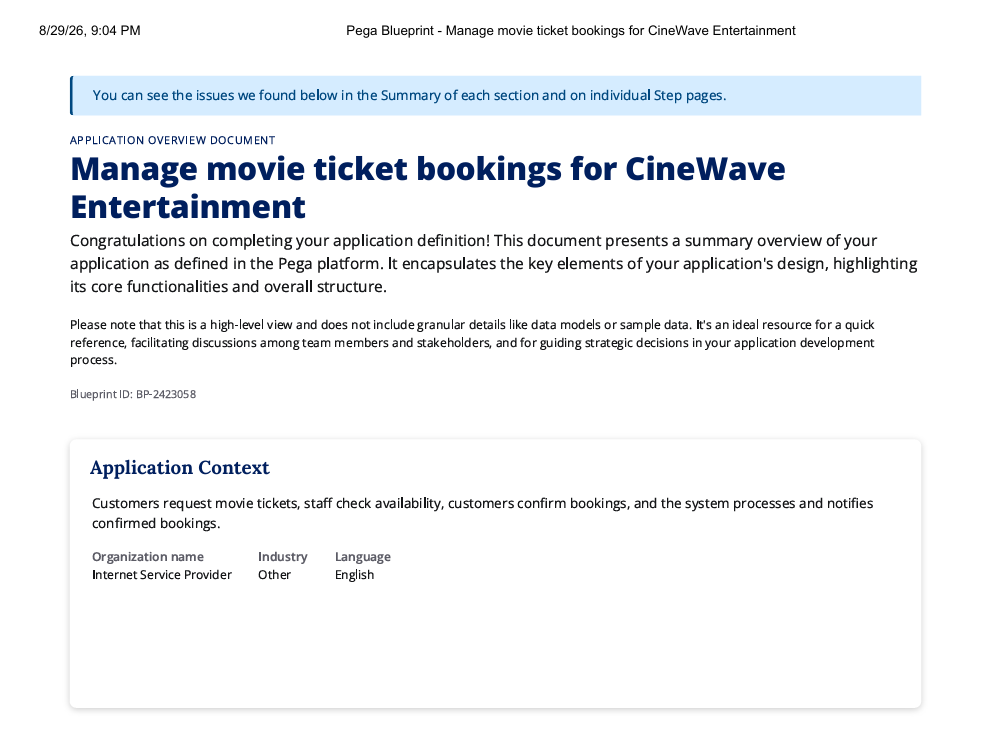 8/29/26, 9:04 PM
Pega Blueprint - Manage movie ticket bookings for CineWave Entertainment
You can see the issues we found below in the Summary of each section and on individual Step pages.
APPLICATION OVERVIEW DOCUMENT
Manage movie ticket bookings for CineWave
Entertainment
Congratulations on completing your application definition! This document presents a summary overview of your
application as defined in the Pega platform. It encapsulates the key elements of your application's design, highlighting
its core functionalities and overall structure.
Please note that this is a high-level view and does not include granular details like data models or sample data. It's an ideal resource for a quick
reference, facilitating discussions among team members and stakeholders, and for guiding strategic decisions in your application development
process.
Blueprint ID: BP-2423058
Application Context
Customers request movie tickets, staff check availability, customers confirm bookings, and the system processes and notifies
confirmed bookings.
Organization name Industry Language
Internet Service Provider Other English